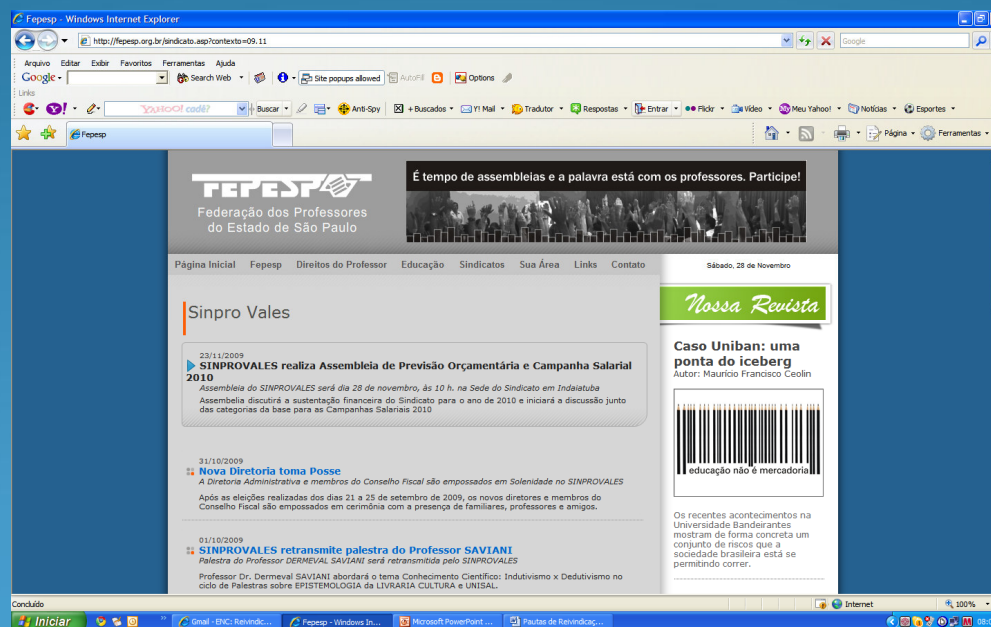 Fepesp - Windows Internet Explorer
http://fepesp.org.br/sindicato.asp?contexto=09.11
Google
Arquivo Editar Exibir Favoritos Ferramentas Ajuda
Google Search Web Site popups allowed AutoFill Options
Links
YAHOO! cadê? Buscar Anti-Spy + Buscados Y! Mail Tradutor Respostas Entrar Flickr Vídeo Meu Yahoo! Notícias Esportes
Fepesp
Página Ferramentas
FEPESP
Federação dos Professores
do Estado de São Paulo
É tempo de assembleias e a palavra está com os professores. Participe!
Página Inicial Fepesp Direitos do Professor Educação Sindicatos Sua Área Links Contato
Sábado, 28 de Novembro
Sinpro Vales
23/11/2009
SINPROVALES realiza Assembleia de Previsão Orçamentária e Campanha Salarial
2010
Assembleia do SINPROVALES será dia 28 de novembro, às 10 h. na Sede do Sindicato em Indaiatuba
Assembelia discutirá a sustentação financeira do Sindicato para o ano de 2010 e iniciará a discussão junto
das categorias da base para as Campanhas Salariais 2010
31/10/2009
Nova Diretoria toma Posse
A Diretoria Administrativa e membros do Conselho Fiscal são empossados em Solenidade no SINPROVALES
Após as eleições realizadas dos dias 21 a 25 de setembro de 2009, os novos diretores e membros do
Conselho Fiscal são empossados em cerimônia com a presença de familiares, professores e amigos.
01/10/2009
SINPROVALES retransmite palestra do Professor SAVIANI
Palestra do Professor DERMEVAL SAVIANI será retransmitida pelo SINPROVALES
Professor Dr. Dermeval SAVIANI abordará o tema Conhecimento Científico: Indutivismo x Dedutivismo no
ciclo de Palestras sobre EPISTEMOLOGIA da LIVRARIA CULTURA e UNISAL.
Nossa Revista
Caso Uniban: uma
ponta do iceberg
Autor: Maurício Francisco Ceolin
educação não é mercadoria
Os recentes acontecimentos na
Universidade Bandeirantes
mostram de forma concreta um
conjunto de riscos que a
sociedade brasileira está se
permitindo correr.
Concluído
Internet
100%
Iniciar
Gmail - ENC: Reivindic...
Fepesp - Windows In...
Microsoft PowerPoint ...
Pautas de Reivindicaç...